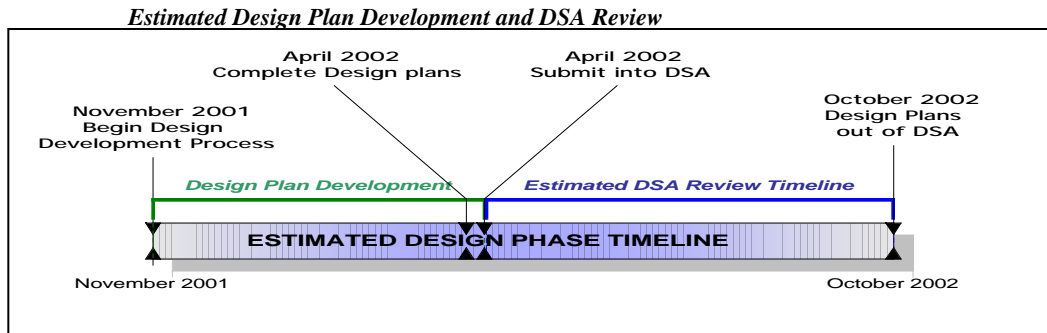 Estimated Design Plan Development and DSA Review
April 2002
Complete Design plans
April 2002
Submit into DSA
November 2001
Begin Design
Development Process
October 2002
Design Plans
out of DSA
Design Plan Development
Estimated DSA Review Timeline
ESTIMATED DESIGN PHASE TIMELINE
November 2001
October 2002